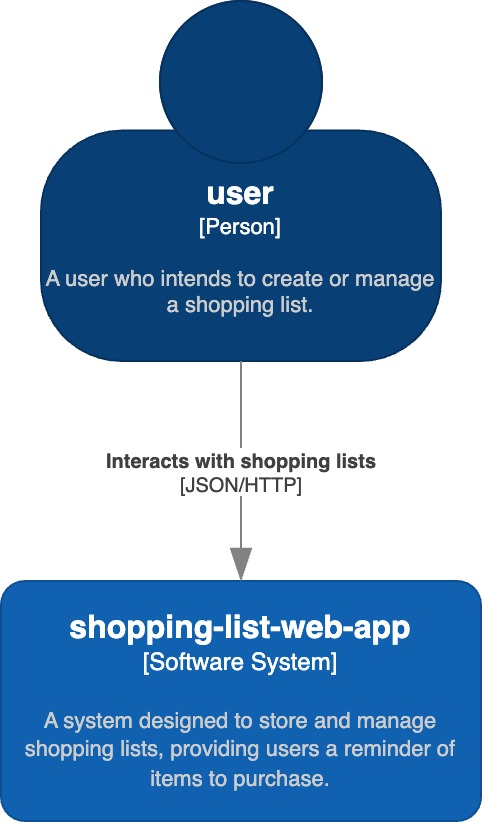 user
[Person]
A user who intends to create or manage
a shopping list.
Interacts with shopping lists
[JSON/HTTP]
shopping-list-web-app
[Software System]
A system designed to store and manage
shopping lists, providing users a reminder of
items to purchase.